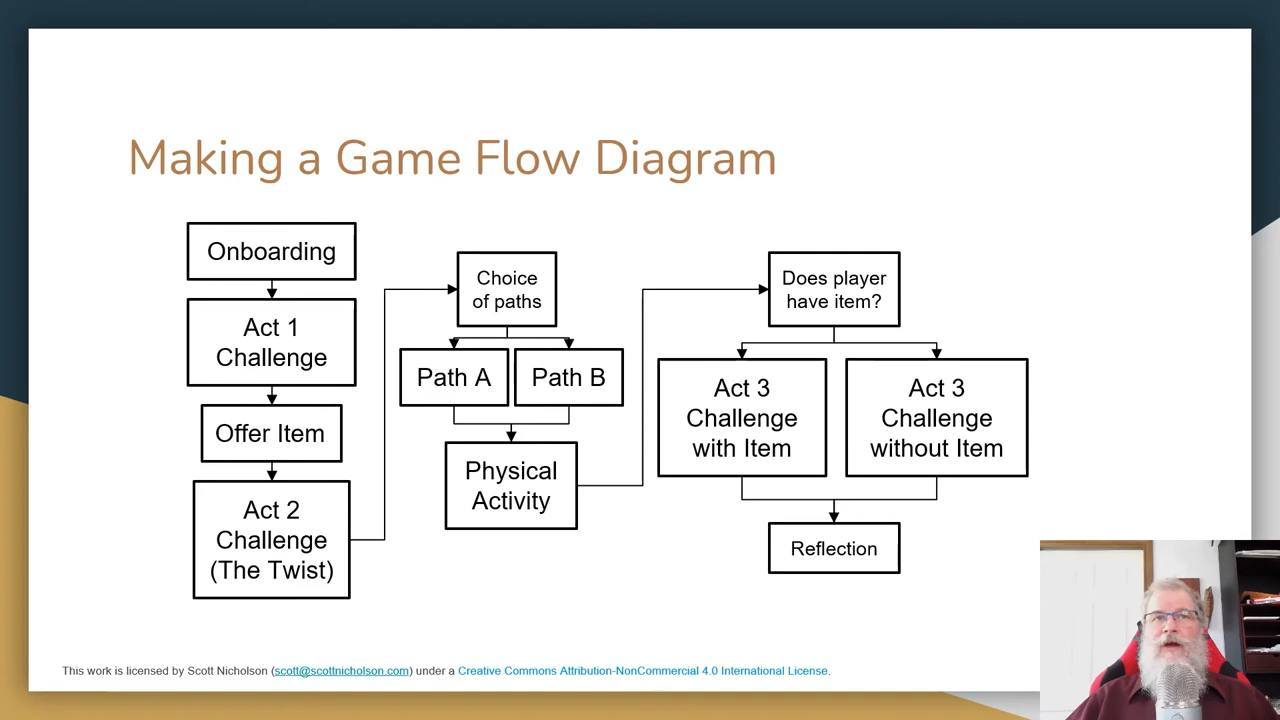 Making a Game Flow Diagram
Onboarding
Act 1
Challenge
Offer Item
Act 2
Challenge
(The Twist)
Choice
of paths
Path A
Path B
Physical
Activity
Does player
have item?
Act 3
Challenge
with Item
Act 3
Challenge
without Item
Reflection
This work is licensed by Scott Nicholson (scott@scottnicholson.com) under a Creative Commons Attribution-NonCommercial 4.0 International License.